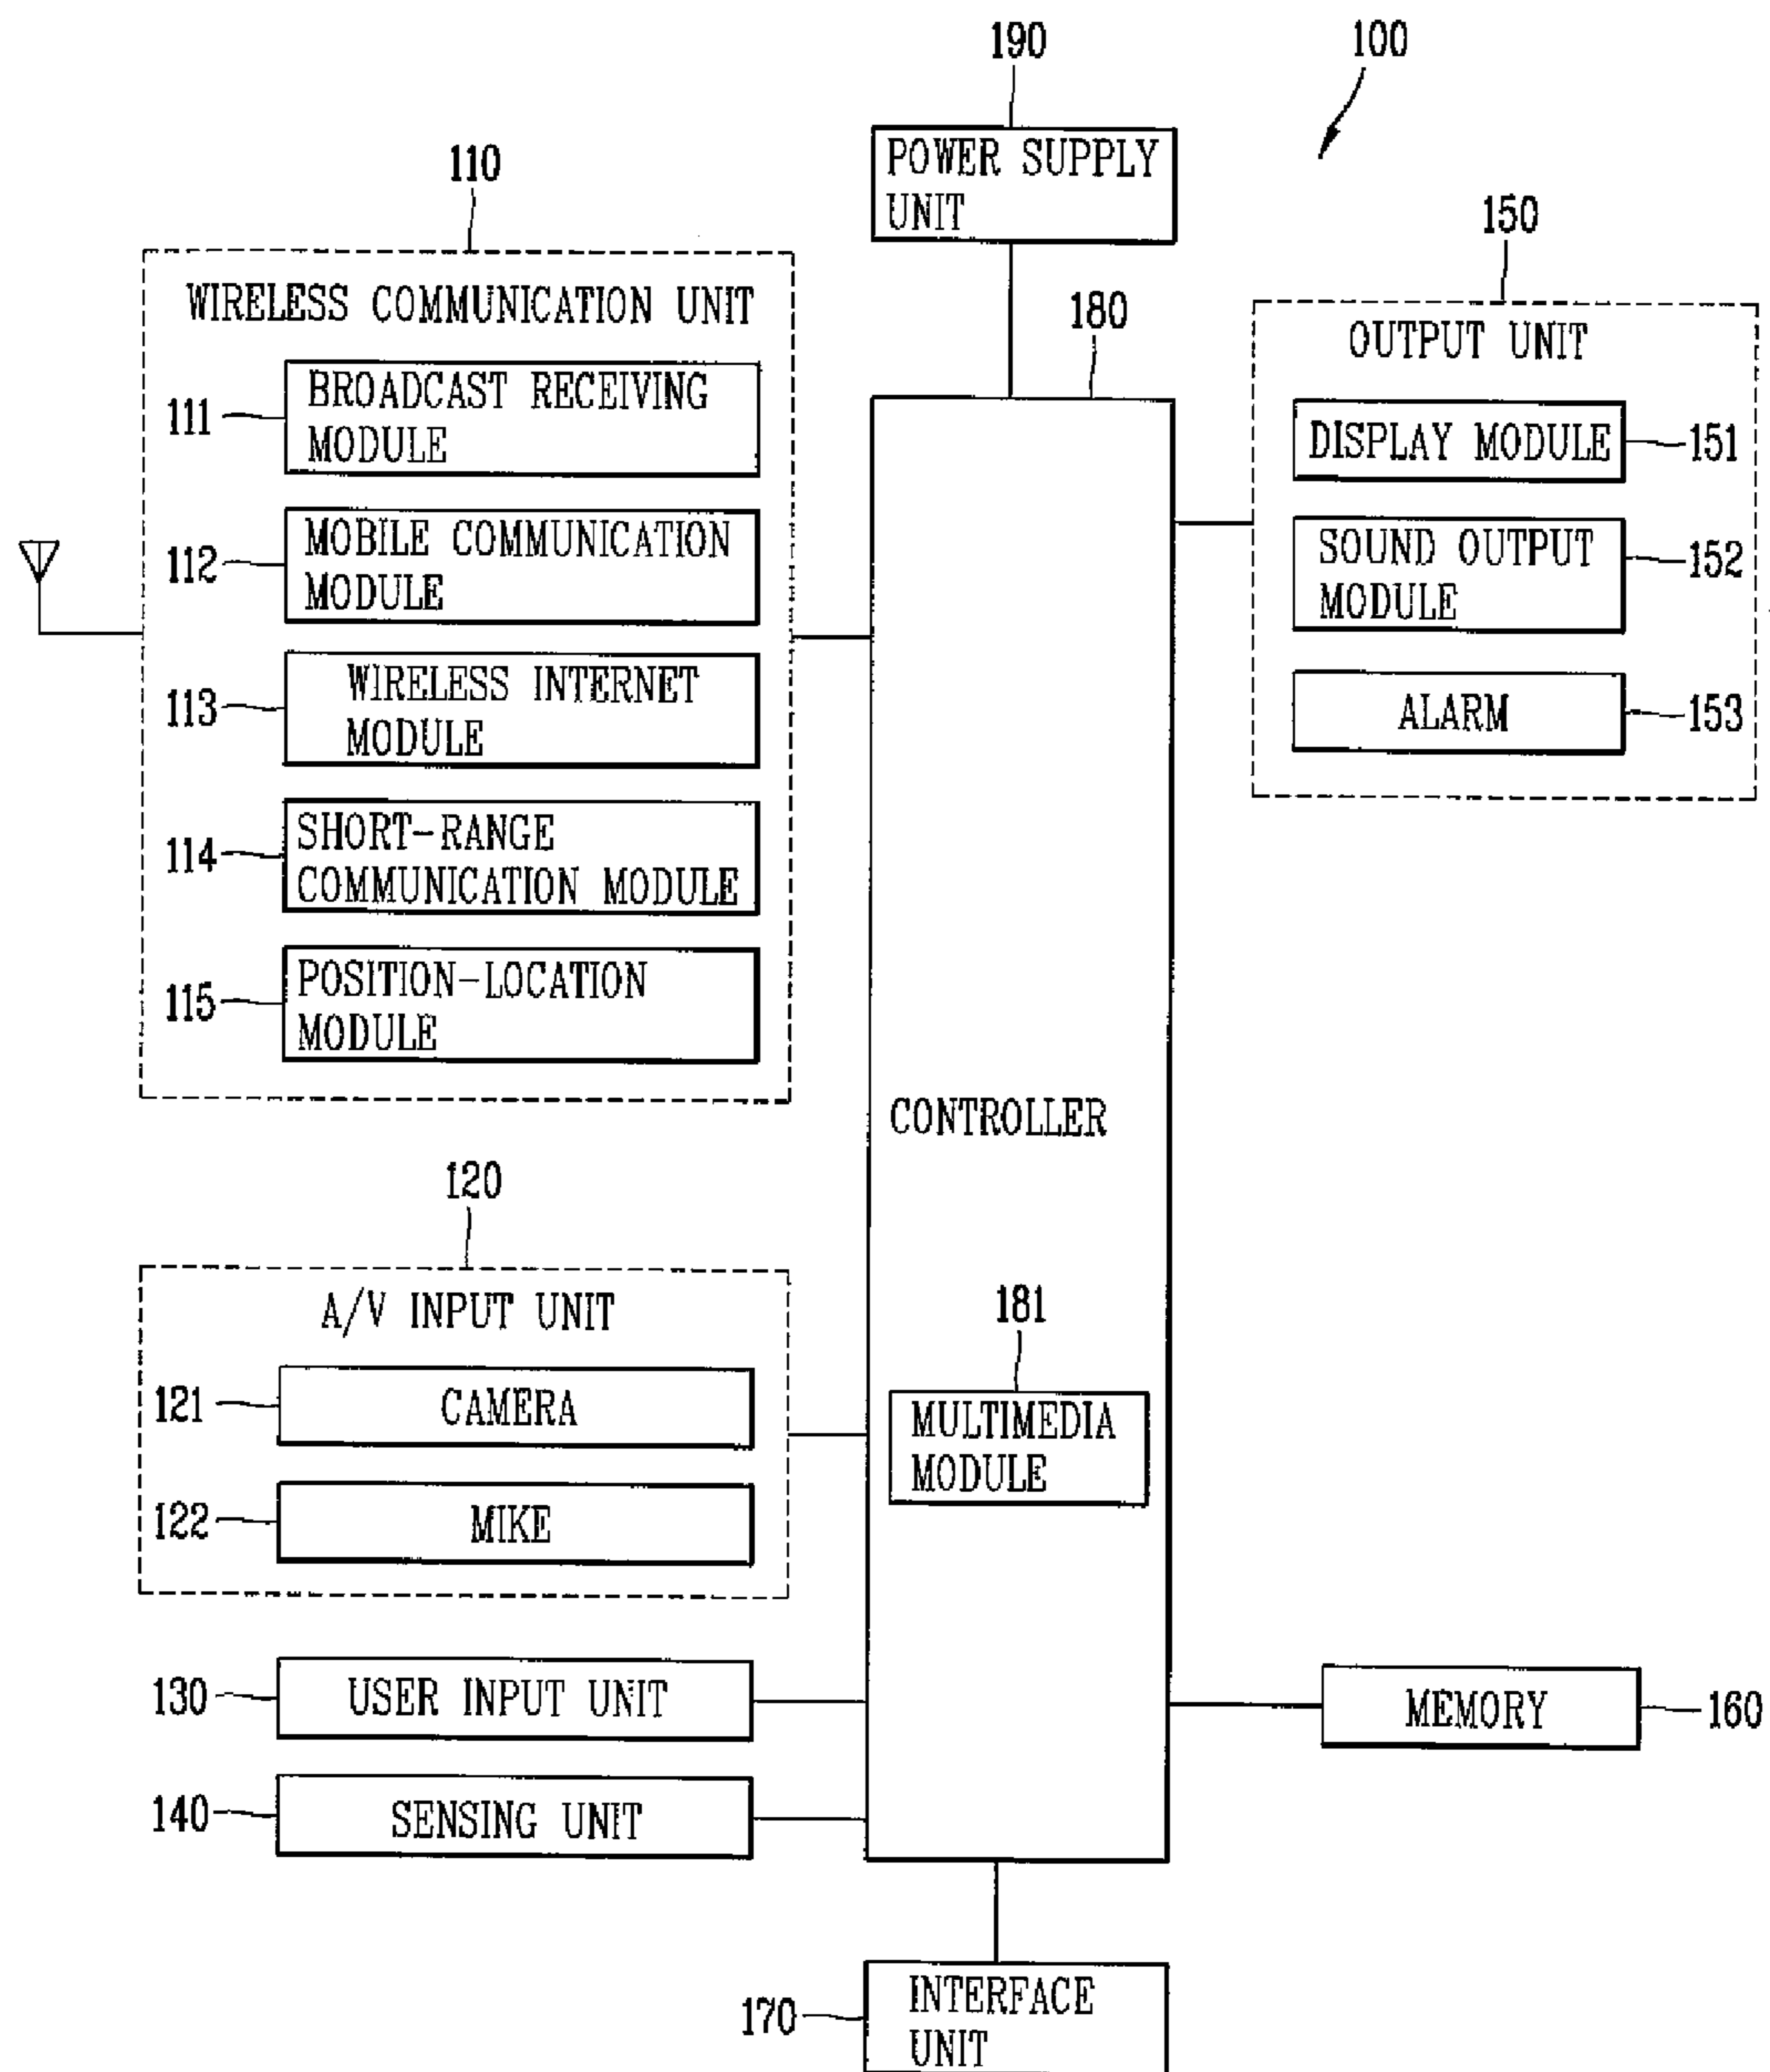 190
100
POWER SUPPLY
UNIT
110
WIRELESS COMMUNICATION UNIT
111
BROADCAST RECEIVING
MODULE
112
MOBILE COMMUNICATION
MODULE
113
WIRELESS INTERNET
MODULE
114
SHORT-RANGE
COMMUNICATION MODULE
115
POSITION-LOCATION
MODULE
180
150
OUTPUT UNIT
DISPLAY MODULE
151
SOUND OUTPUT
MODULE
152
ALARM
153
CONTROLLER
120
A/V INPUT UNIT
121
CAMERA
122
MIKE
181
MULTIMEDIA
MODULE
130
USER INPUT UNIT
140
SENSING UNIT
MEMORY
160
170
INTERFACE
UNIT